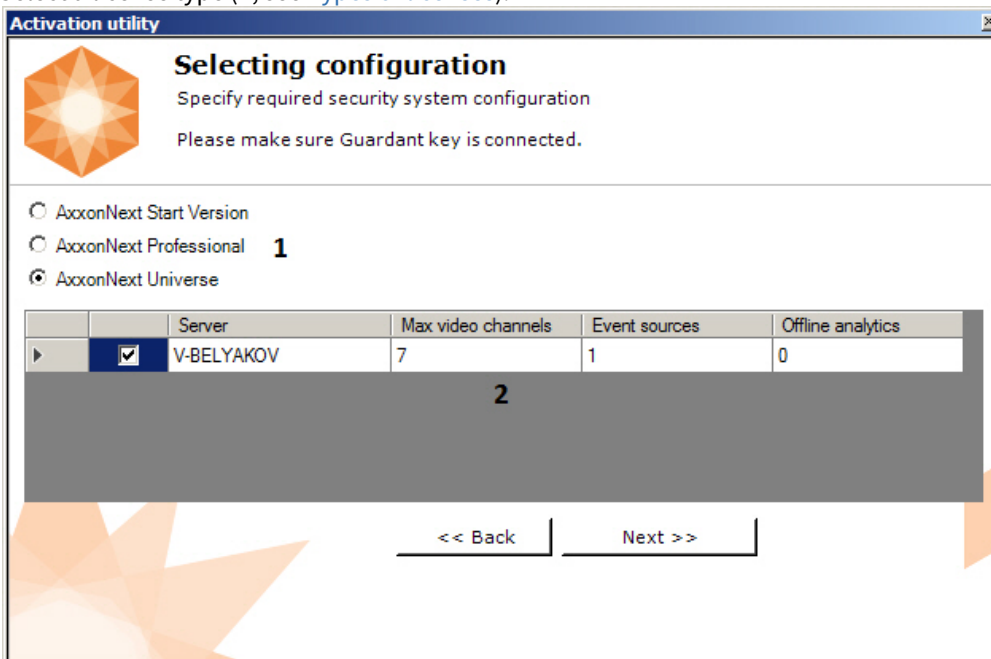 Activation utility
Selecting configuration
Specify required security system configuration
Please make sure Guardant key is connected.
AxxonNext Start Version
AxxonNext Professional 1
AxxonNext Universe
Server Max video channels Event sources Offline analytics
V-BELYAKOV 7 1 0
2
<< Back Next >>